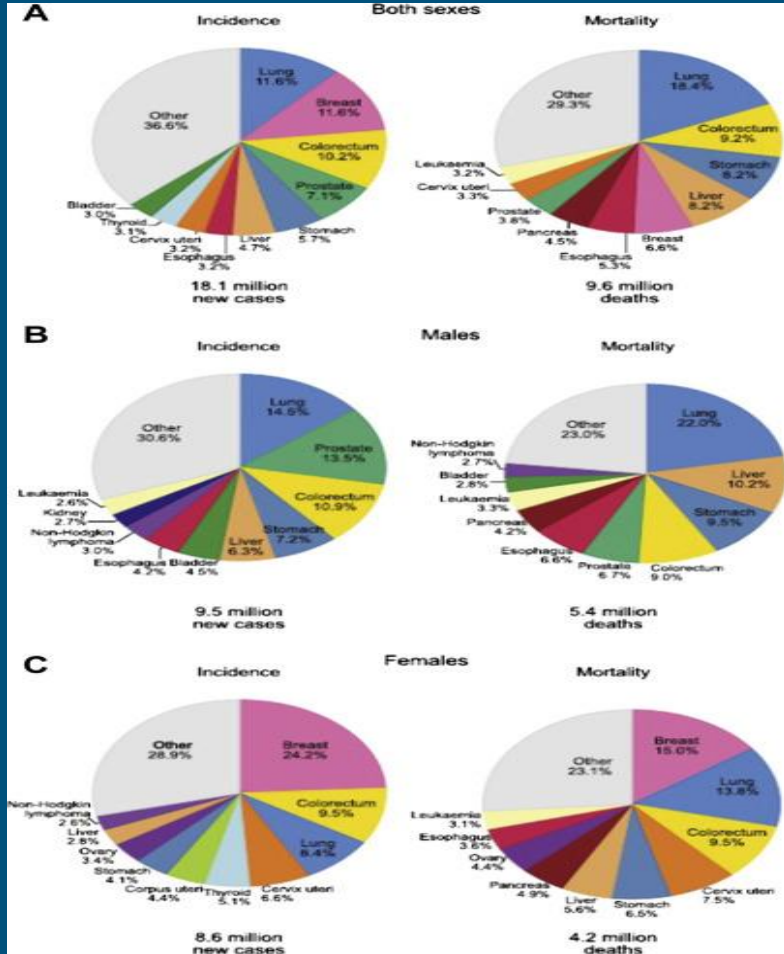 A
Both sexes
Incidence
Lung
11.6%
Breast
11.6%
Colorectum
10.2%
Prostate
7.1%
Stomach
5.7%
Liver
4.7%
Esophagus
3.2%
Cervix uteri
3.2%
Thyroid
3.1%
Bladder
3.0%
Other
36.6%
18.1 million
new cases
Mortality
Lung
18.4%
Colorectum
9.2%
Stomach
8.2%
Liver
8.2%
Breast
6.6%
Esophagus
5.3%
Pancreas
4.5%
Prostate
3.8%
Cervix uteri
3.3%
Leukaemia
3.2%
Other
29.3%
9.6 million
deaths
B
Males
Incidence
Lung
14.5%
Prostate
13.5%
Colorectum
10.9%
Stomach
7.2%
Liver
6.3%
Bladder
4.5%
Esophagus
4.2%
Non-Hodgkin
lymphoma
3.0%
Kidney
2.7%
Leukaemia
2.6%
Other
30.6%
9.5 million
new cases
Mortality
Lung
22.0%
Liver
10.2%
Stomach
9.5%
Colorectum
9.0%
Prostate
6.7%
Esophagus
6.6%
Pancreas
4.2%
Leukaemia
3.3%
Bladder
2.8%
Non-Hodgkin
lymphoma
2.7%
Other
23.0%
5.4 million
deaths
C
Females
Incidence
Breast
24.2%
Colorectum
9.5%
Lung
8.4%
Cervix uteri
6.6%
Thyroid
5.1%
Corpus uteri
4.4%
Stomach
4.1%
Ovary
3.4%
Liver
2.8%
Non-Hodgkin
lymphoma
2.6%
Other
28.9%
8.6 million
new cases
Mortality
Breast
15.0%
Lung
13.8%
Colorectum
9.5%
Cervix uteri
7.5%
Stomach
6.5%
Liver
5.6%
Pancreas
4.9%
Ovary
4.4%
Esophagus
3.6%
Leukaemia
3.1%
Other
23.1%
4.2 million
deaths